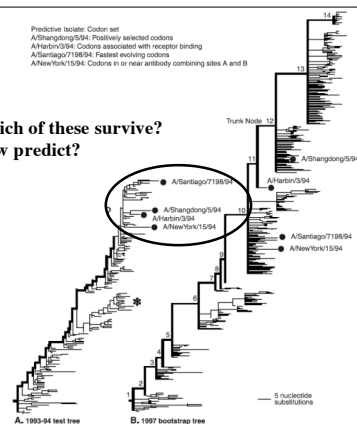 Predictive Isolate: Codon set
A/Shangdong/5/94: Positively selected codons
A/Harbin/3/94: Codons associated with receptor binding
A/Santiago/7198/94: Fastest evolving codons
A/NewYork/15/94: Codons in or near antibody combining sites A and B
ich of these survive?
w predict?
14
13
Trunk Node 12
A/Shangdong/5/94
11
A/Harbin/3/94
A/Santiago/7198/94
A/Shangdong/5/94
A/Harbin/3/94
10
A/NewYork/15/94
A/Santiago/7198/94
A/NewYork/15/94
9
8
7
6
*
5
4
3
2
1
5 nucleotide
substitutions
A. 1993-94 test tree
B. 1997 bootstrap tree